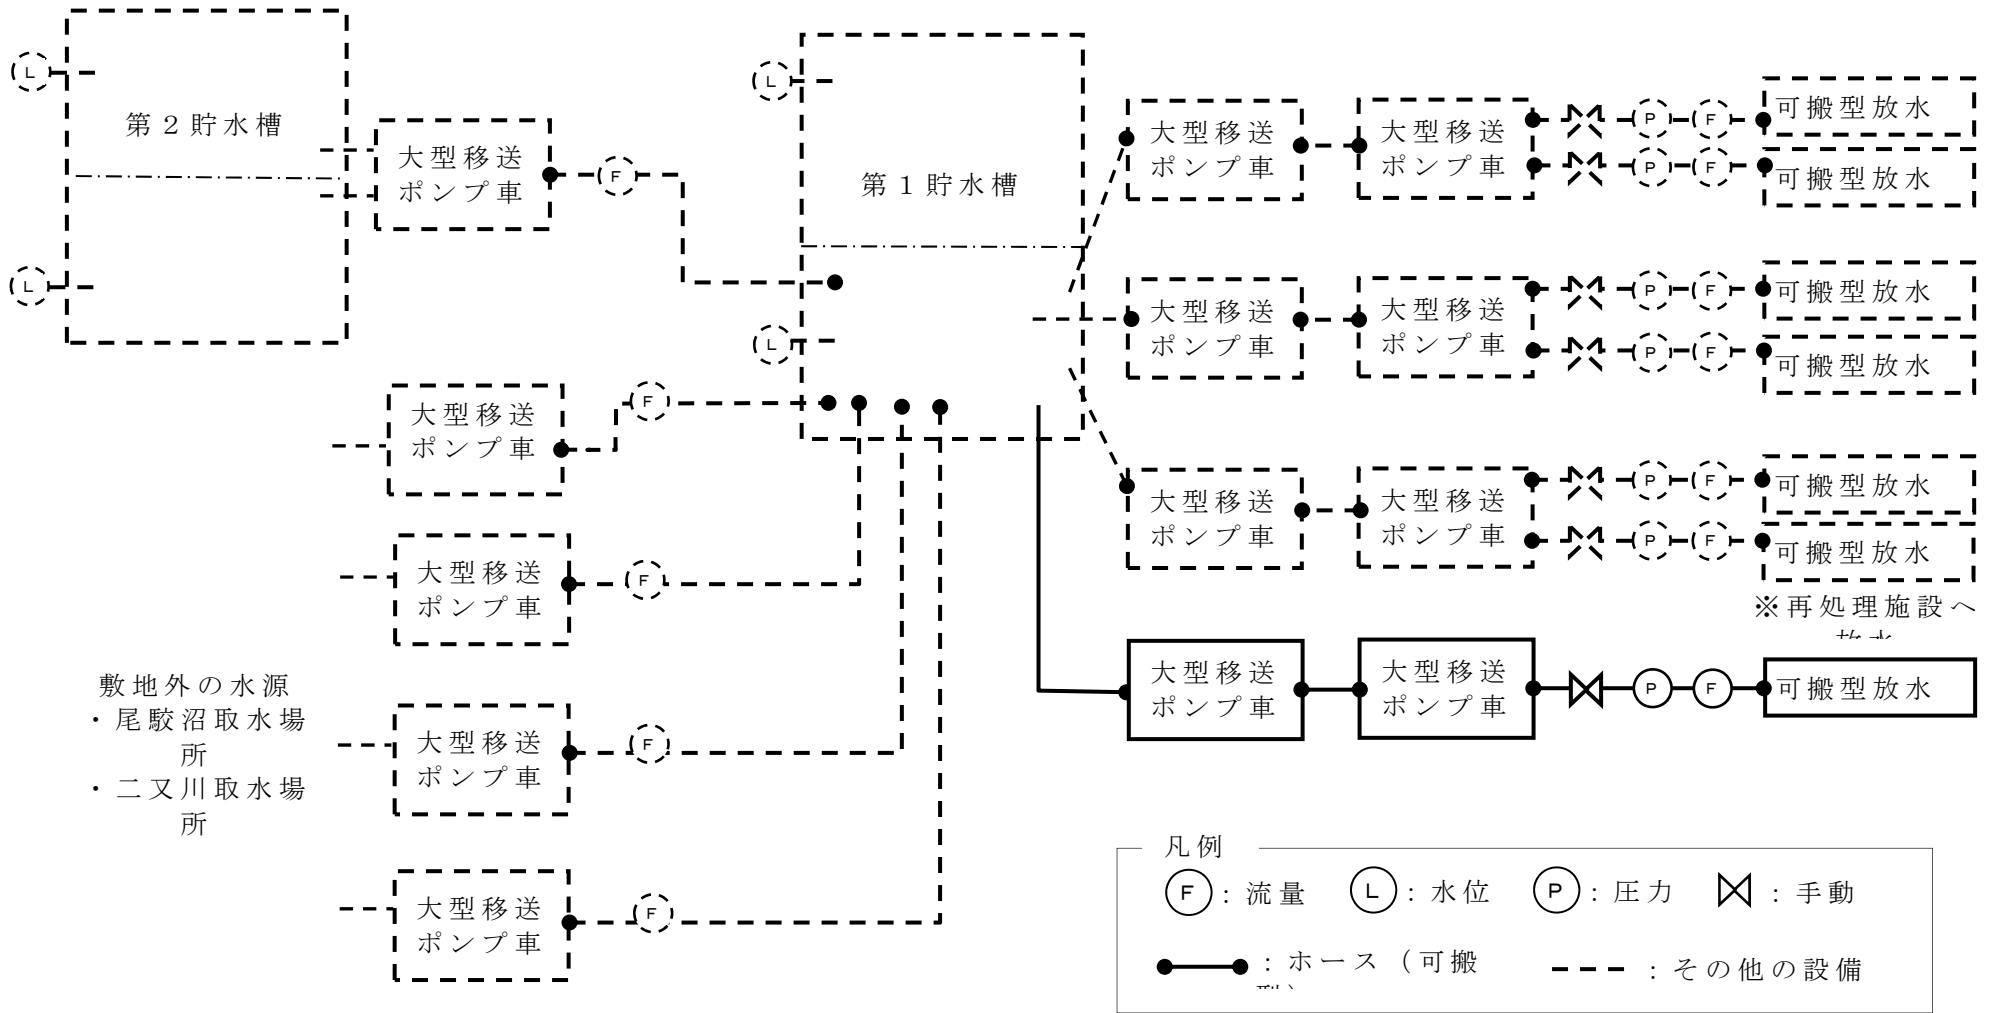 L
第2貯水槽
L
大型移送
ポンプ車
F
L
第1貯水槽
L
大型移送
ポンプ車
大型移送
ポンプ車
P
F
可搬型放水
P
F
可搬型放水
大型移送
ポンプ車
大型移送
ポンプ車
P
F
可搬型放水
P
F
可搬型放水
大型移送
ポンプ車
大型移送
ポンプ車
P
F
可搬型放水
P
F
可搬型放水
※再処理施設へ
大型移送
ポンプ車
大型移送
ポンプ車
P
F
可搬型放水
大型移送
ポンプ車
F
大型移送
ポンプ車
F
大型移送
ポンプ車
F
大型移送
ポンプ車
F
敷地外の水源
・尾駮沼取水場
所
・二又川取水場
所
凡例
F：流量
L：水位
P：圧力
：手動
：ホース（可搬
：その他の設備